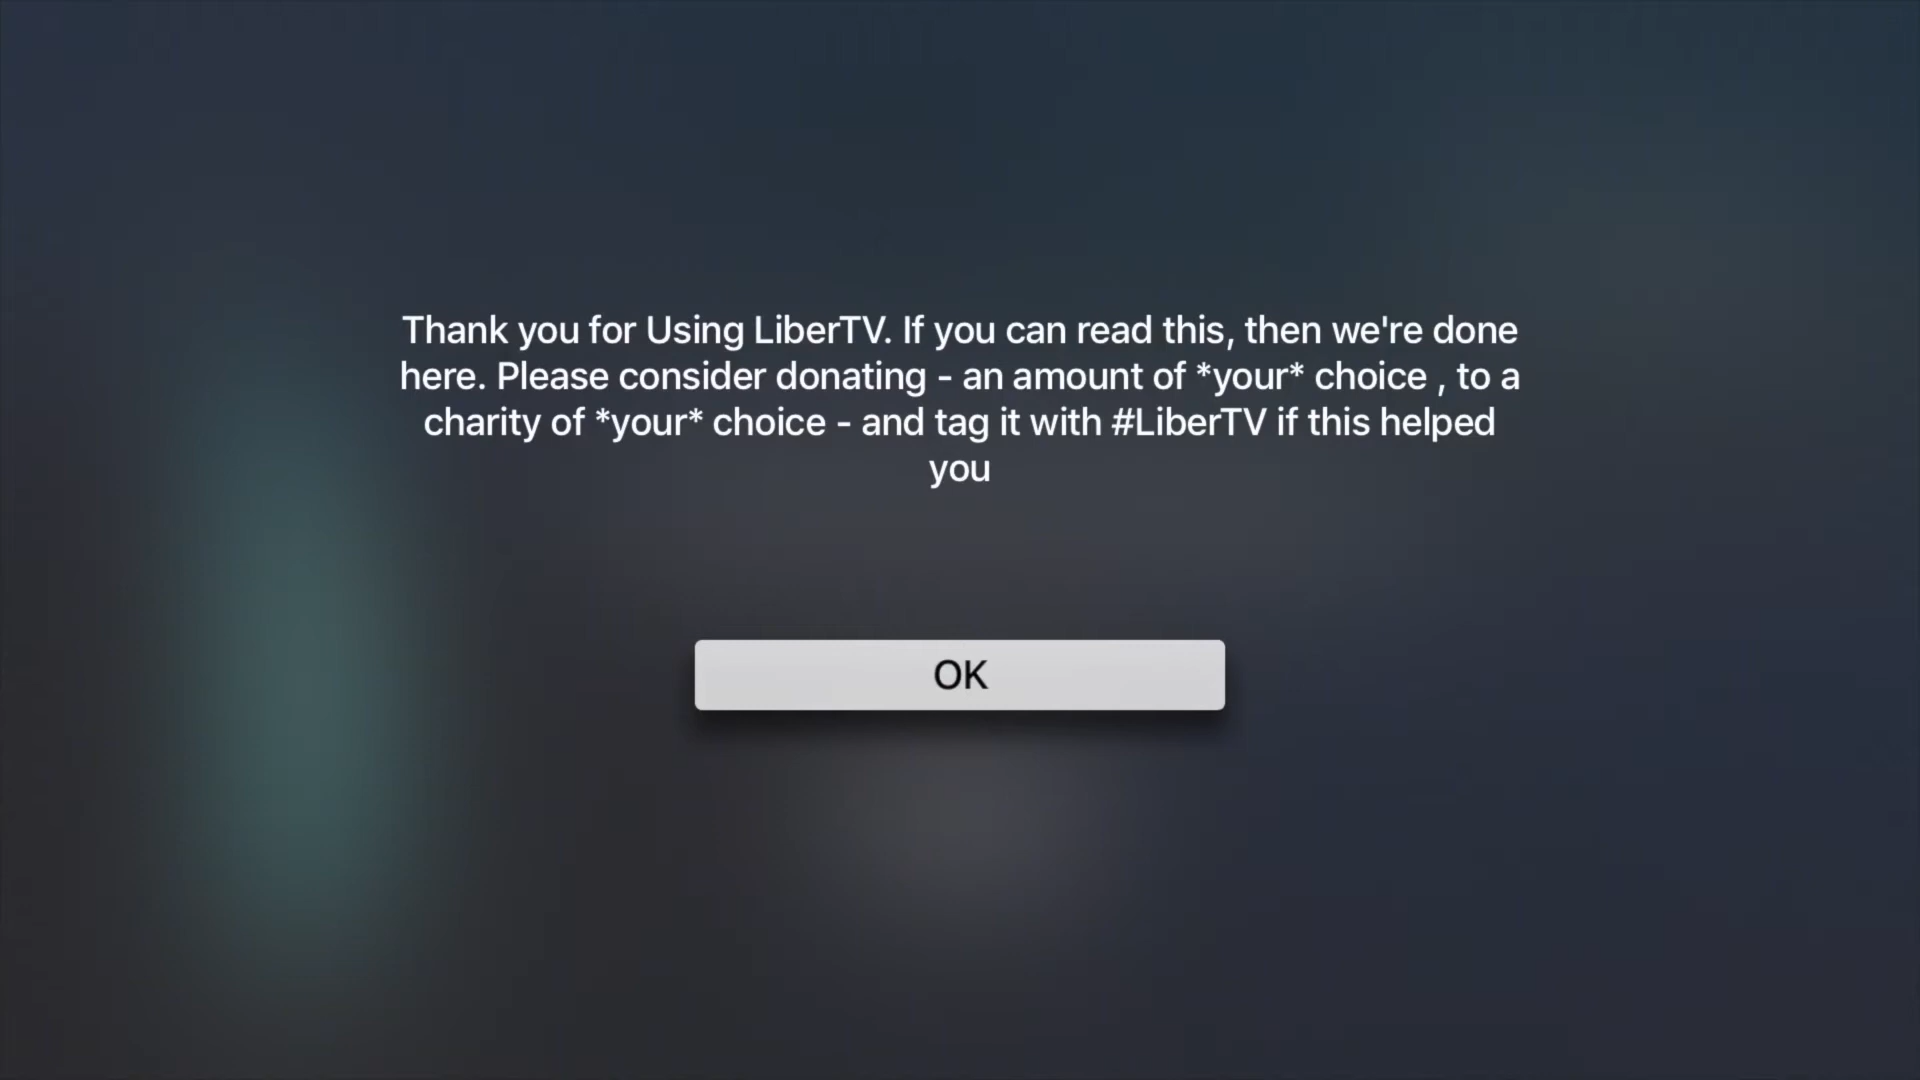 Thank you for Using LiberTV. If you can read this, then we're done
here. Please consider donating - an amount of *your* choice , to a
charity of *your* choice - and tag it with #LiberTV if this helped
you
OK